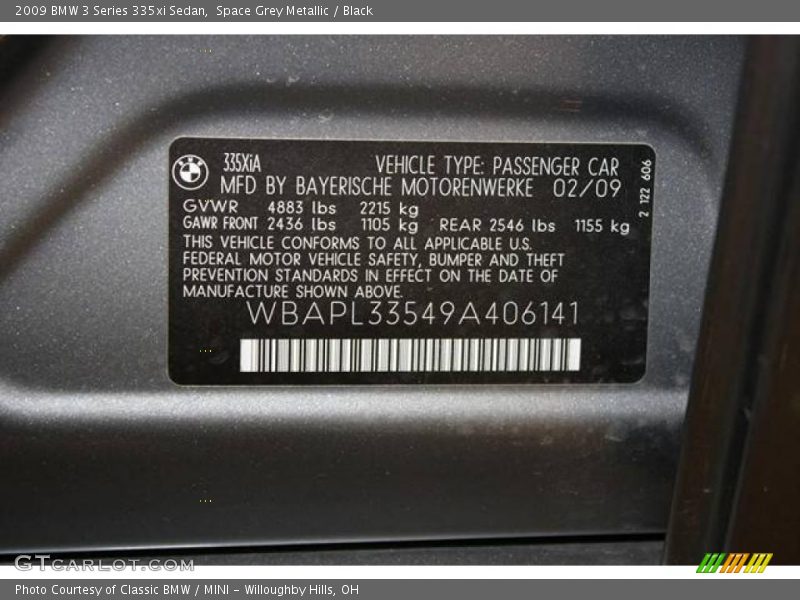 2009 BMW 3 Series 335xi Sedan,  Space Grey Metallic / Black
335XiA VEHICLE TYPE: PASSENGER CAR
MFD BY BAYERISCHE MOTORENWERKE 02/09
GVWR 4883 lbs 2215 kg
GAWR FRONT 2436 lbs 1105 kg REAR 2546 lbs 1155 kg
THIS VEHICLE CONFORMS TO ALL APPLICABLE U.S.
FEDERAL MOTOR VEHICLE SAFETY, BUMPER AND THEFT
PREVENTION STANDARDS IN EFFECT ON THE DATE OF
MANUFACTURE SHOWN ABOVE.
WBAPL33549A406141
2 122 606
GTcarlot.com
Photo Courtesy of Classic BMW / MINI - Willoughby Hills, OH